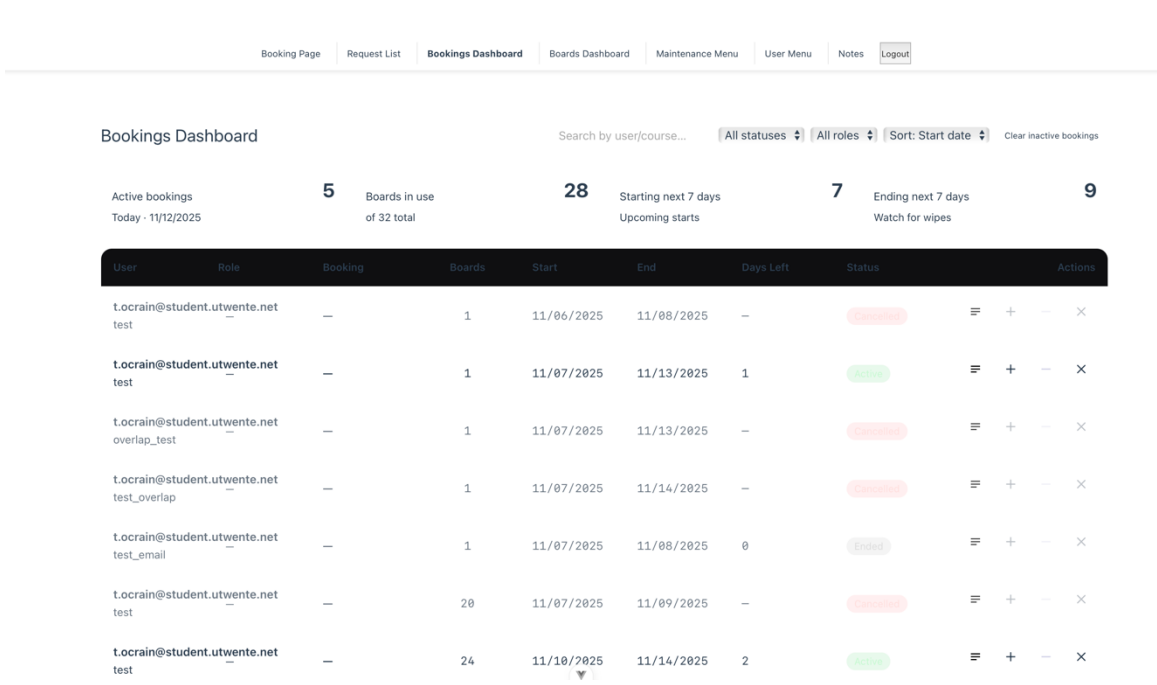 Booking Page Request List Bookings Dashboard Boards Dashboard Maintenance Menu User Menu Notes Logout
Bookings Dashboard Search by user/course... All statuses All roles Sort: Start date Clear inactive bookings
Active bookings 5 Boards in use 28 Starting next 7 days 7 Ending next 7 days 9
Today · 11/12/2025 of 32 total Upcoming starts Watch for wipes
User Role Booking Boards Start End Days Left Status Actions
t.ocrain@student.utwente.net
test — — 1 11/06/2025 11/08/2025 — Cancelled
t.ocrain@student.utwente.net
test — — 1 11/07/2025 11/13/2025 1 Active
t.ocrain@student.utwente.net
overlap_test — — 1 11/07/2025 11/13/2025 — Cancelled
t.ocrain@student.utwente.net
test_overlap — — 1 11/07/2025 11/14/2025 — Cancelled
t.ocrain@student.utwente.net
test_email — — 1 11/07/2025 11/08/2025 0 Ended
t.ocrain@student.utwente.net
test — — 20 11/07/2025 11/09/2025 — Cancelled
t.ocrain@student.utwente.net
test — — 24 11/10/2025 11/14/2025 2 Active